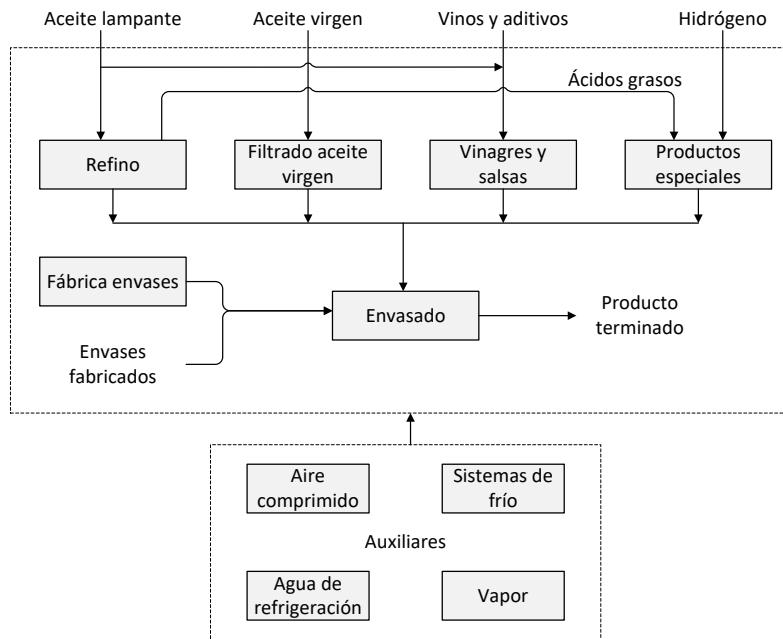 Aceite lampante
Aceite virgen
Vinos y aditivos
Hidrógeno
Ácidos grasos
Refino
Filtrado aceite
virgen
Vinagres y
salsas
Productos
especiales
Fábrica envases
Envasado
Producto
terminado
Envases
fabricados
Aire
comprimido
Sistemas de
frío
Auxiliares
Agua de
refrigeración
Vapor